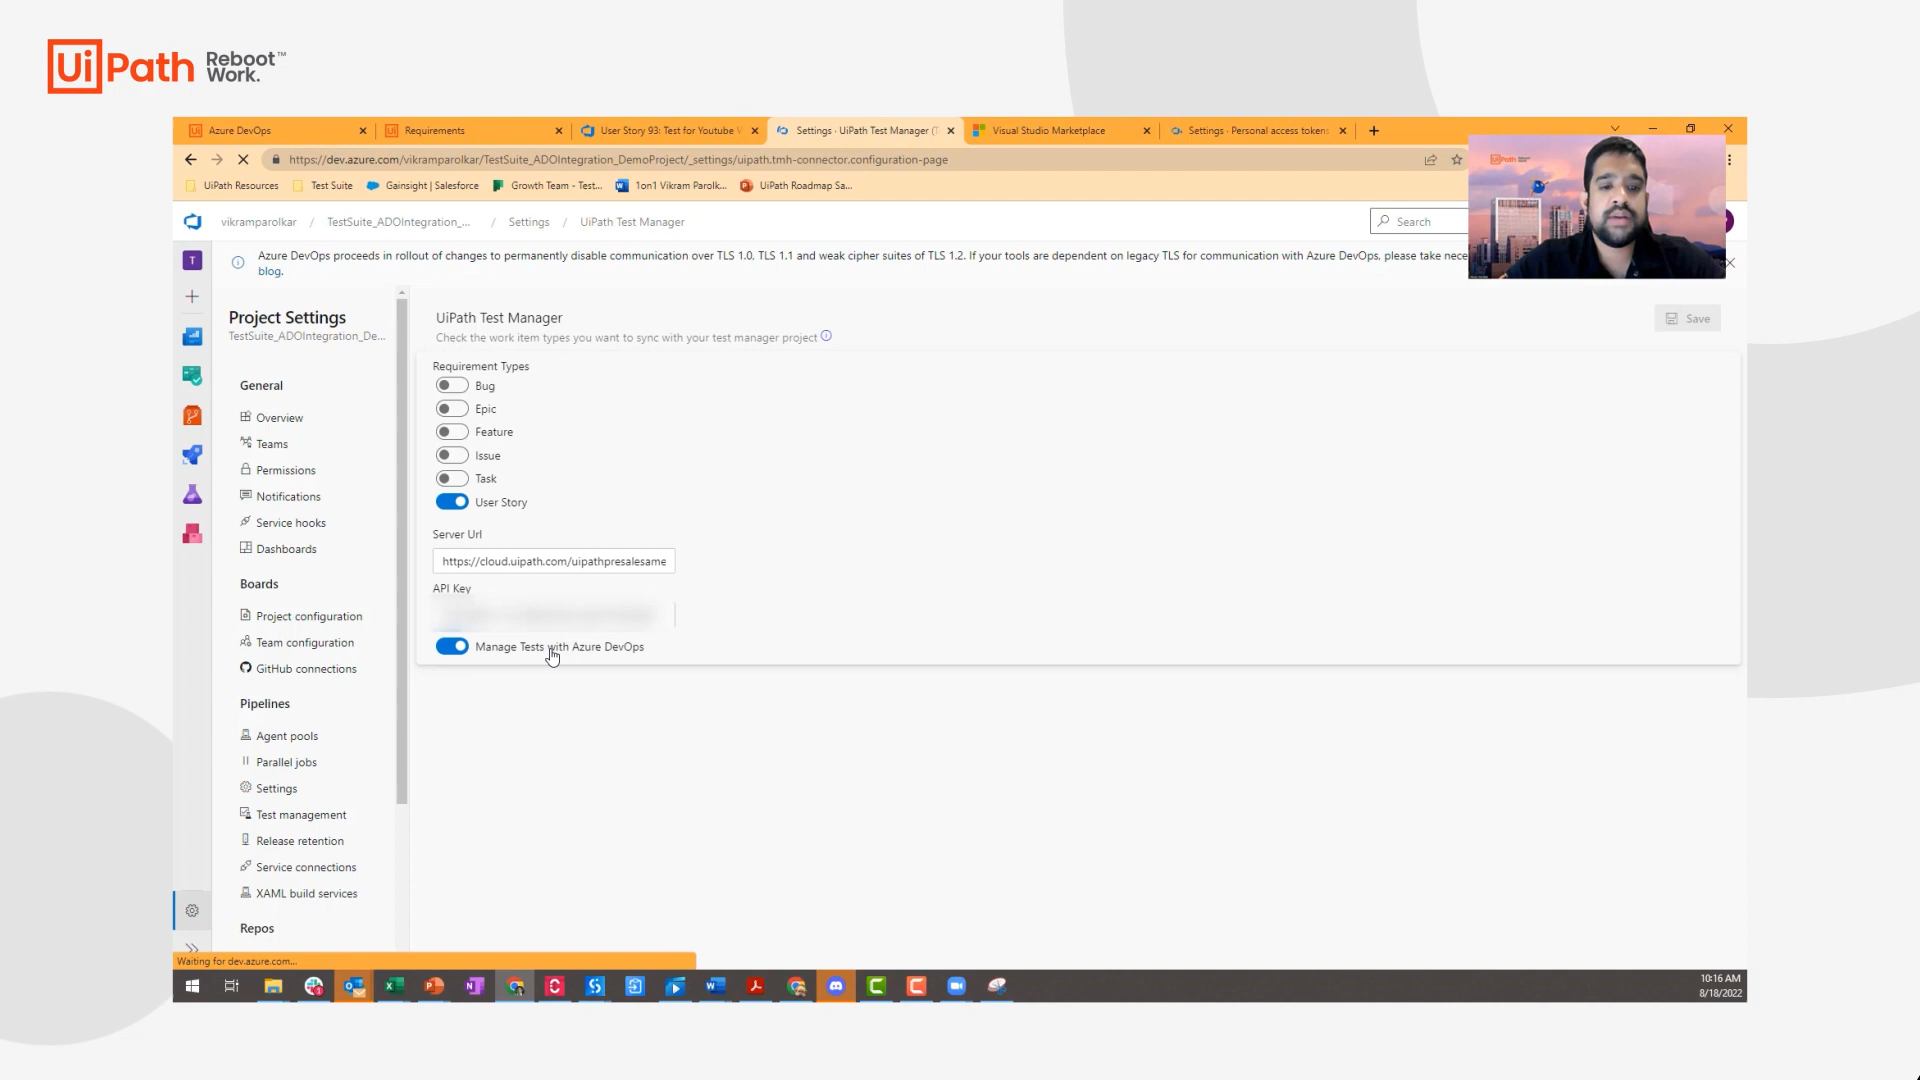 UiPath Reboot™
Work.
Azure DevOps
Requirements
User Story 93: Test for Youtube V
Settings · UiPath Test Manager (T
Visual Studio Marketplace
Settings · Personal access tokens
https://dev.azure.com/vikramparolkar/TestSuite_ADOIntegration_DemoProject/_settings/uipath.tmh-connector.configuration-page
UiPath Resources
Test Suite
Gainsight | Salesforce
Growth Team - Test...
1on1 Vikram Parolk...
UiPath Roadmap Sa...
vikramparolkar / TestSuite_ADOIntegration_... / Settings / UiPath Test Manager
Search
T
Azure DevOps proceeds in rollout of changes to permanently disable communication over TLS 1.0, TLS 1.1 and weak cipher suites of TLS 1.2. If your tools are dependent on legacy TLS for communication with Azure DevOps, please take nece
blog.
Project Settings
TestSuite_ADOIntegration_De...
General
Overview
Teams
Permissions
Notifications
Service hooks
Dashboards
Boards
Project configuration
Team configuration
GitHub connections
Pipelines
Agent pools
Parallel jobs
Settings
Test management
Release retention
Service connections
XAML build services
Repos
UiPath Test Manager
Save
Check the work item types you want to sync with your test manager project
Requirement Types
Bug
Epic
Feature
Issue
Task
User Story
Server Url
https://cloud.uipath.com/uipathpresalesame
API Key
Manage Tests with Azure DevOps
Waiting for dev.azure.com...
10:16 AM
8/18/2022